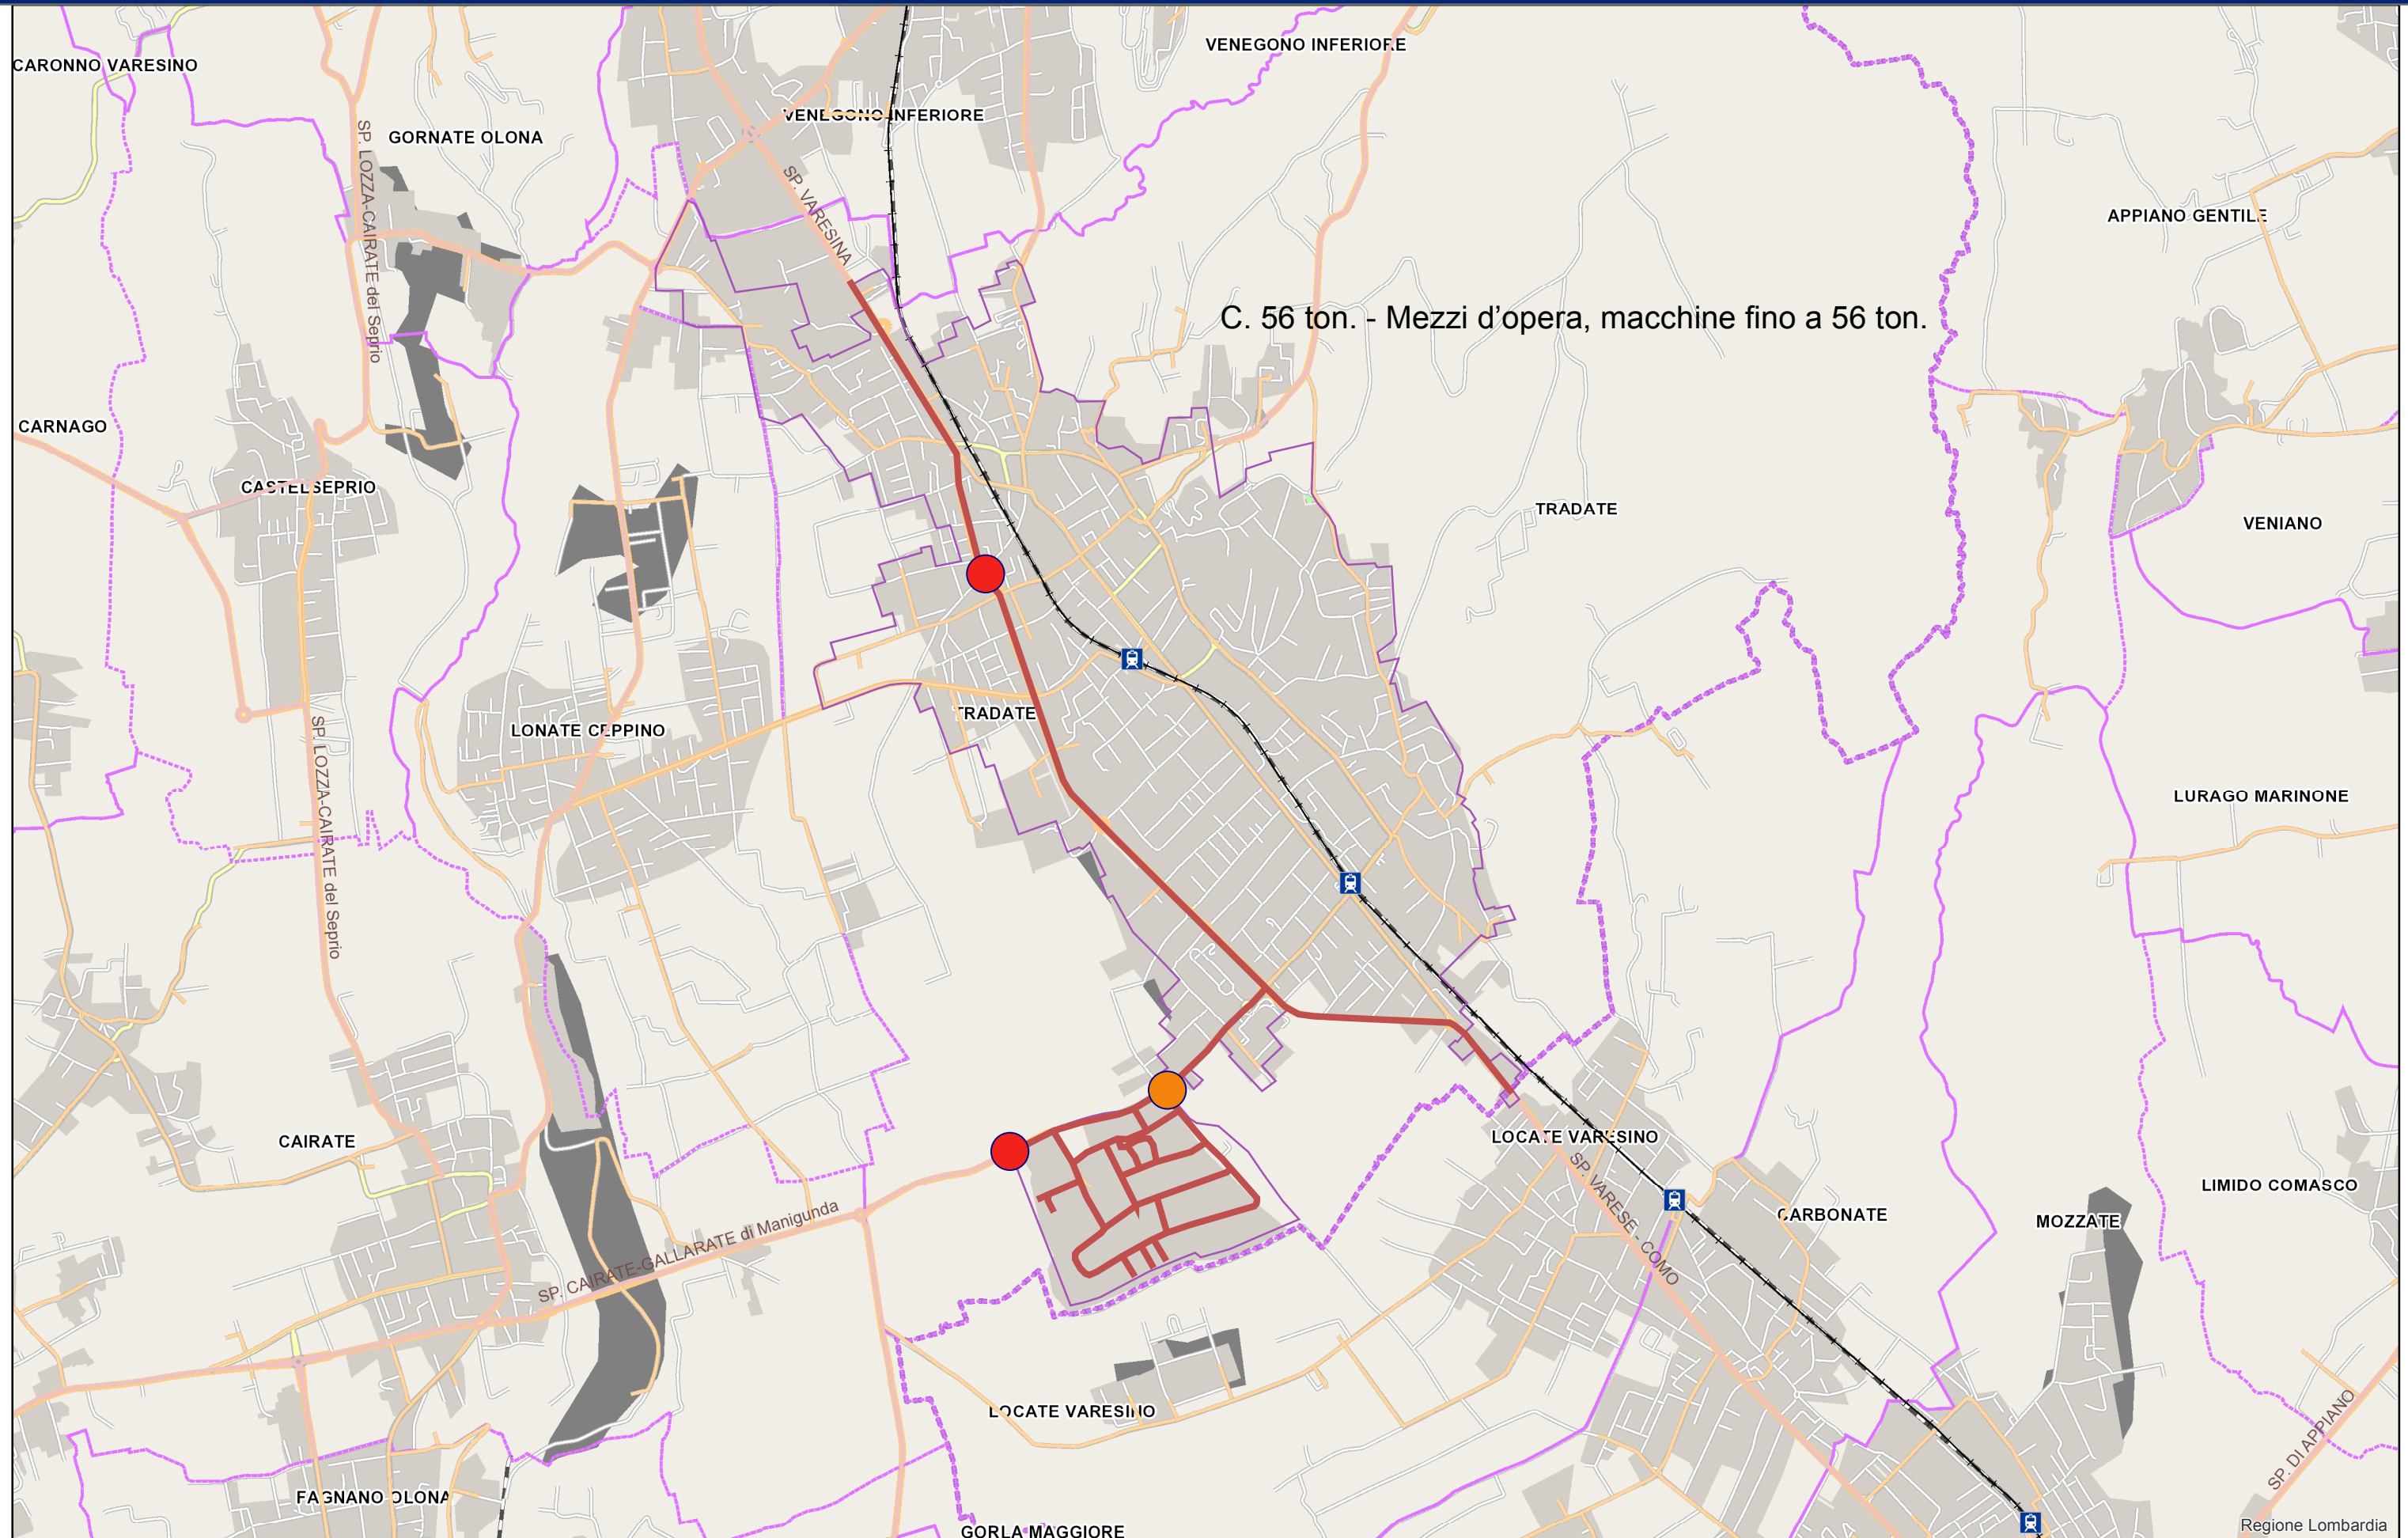 VENEGONO INFERIORE
CARONNO VARESINO
VENEGONO INFERIORE
GORNATE OLONA
SP. LOZZA-CAIRATE del Seprio
SP. VARESINA
APPIANO GENTILE
C. 56 ton. - Mezzi d’opera, macchine fino a 56 ton.
CARNAGO
CASTELSEPRIO
TRADATE
VENIANO
TRADATE
LONATE CEPPINO
SP. LOZZA-CAIRATE del Seprio
LURAGO MARINONE
CAIRATE
LOCATE VARESINO
SP. VARESE - COMO
LIMIDO COMASCO
CARBONATE
MOZZATE
SP. CAIRATE-GALLARATE di Manigunda
LOCATE VARESINO
SP. DI APPIANO
FAGNANO OLONA
GORLA MAGGIORE
Regione Lombardia